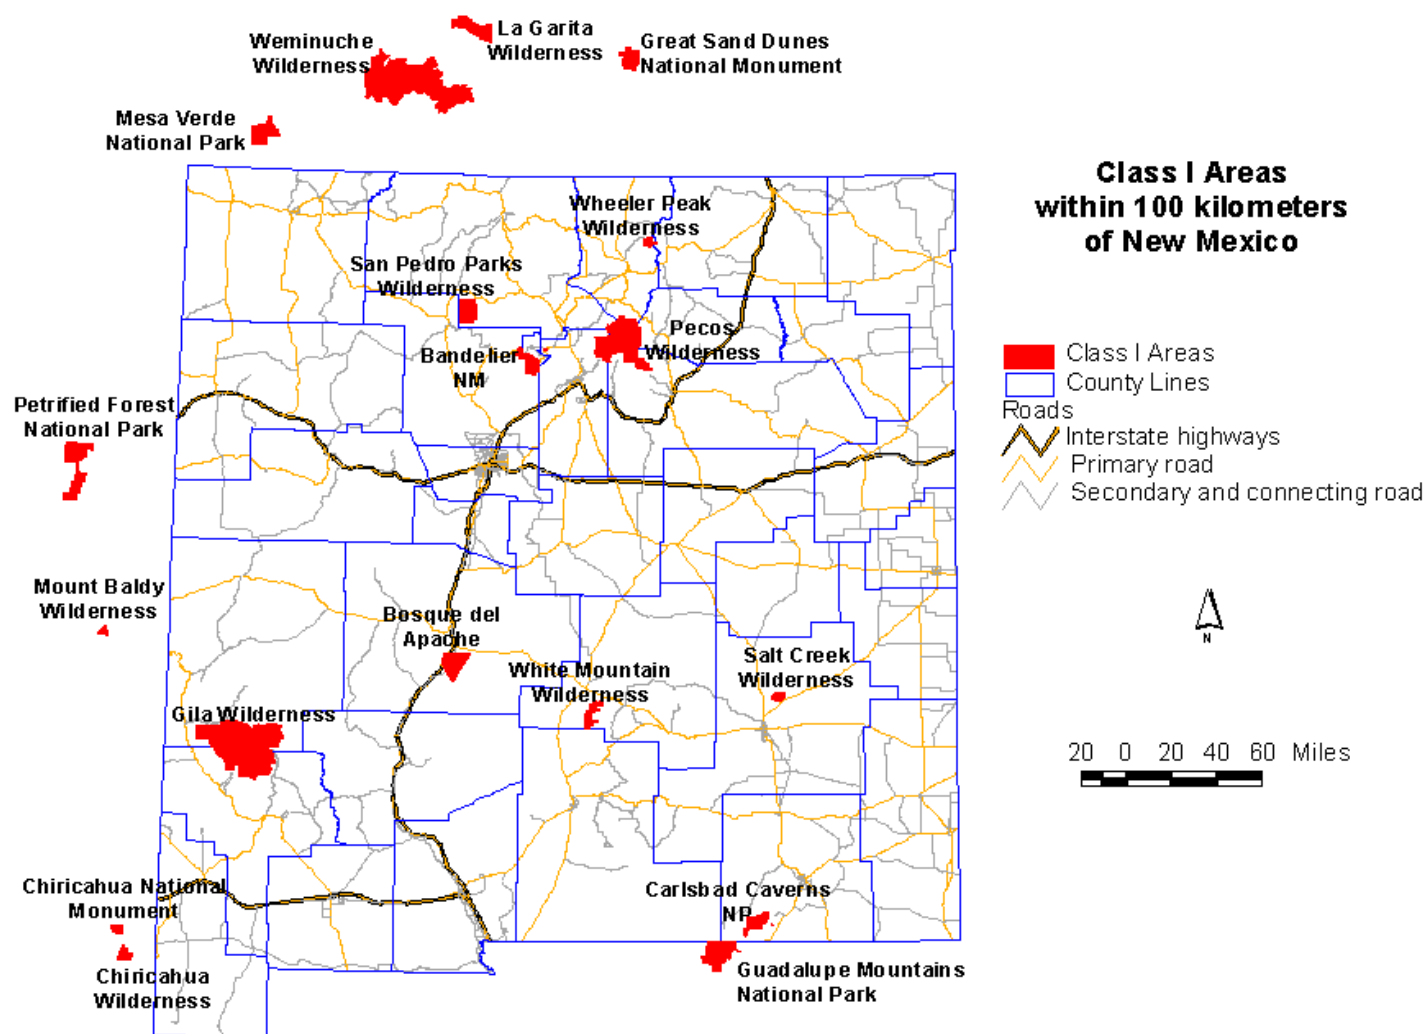 La Garita
Wilderness
Weminuche
Wilderness
Great Sand Dunes
National Monument
Mesa Verde
National Park
Class I Areas
within 100 kilometers
of New Mexico
Wheeler Peak
Wilderness
San Pedro Parks
Wilderness
Pecos
Wilderness
Bandelier
NM
Class I Areas
County Lines
Roads
Interstate highways
Primary road
Secondary and connecting road
Petrified Forest
National Park
Mount Baldy
Wilderness
Bosque del
Apache
White Mountain
Wilderness
Salt Creek
Wilderness
Gila Wilderness
N
20 0 20 40 60 Miles
Chiricahua National
Monument
Carlsbad Caverns
NP
Chiricahua
Wilderness
Guadalupe Mountains
National Park